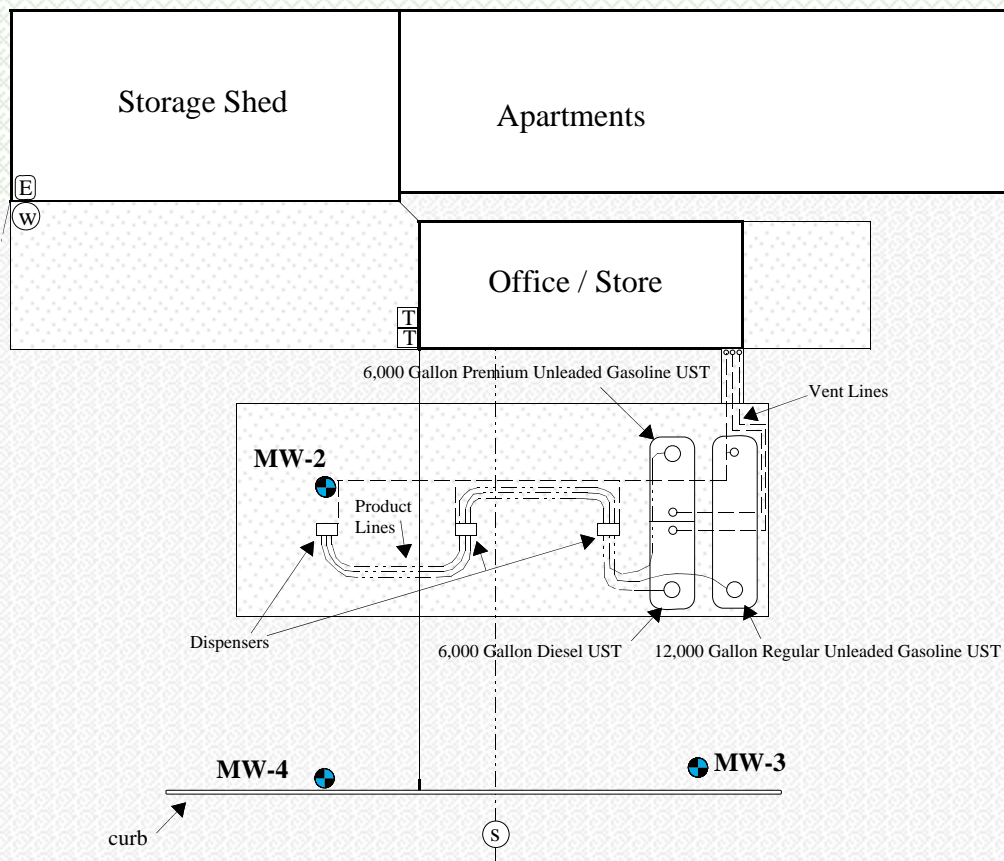 Storage Shed
Apartments
E
W
Office / Store
T
T
6,000 Gallon Premium Unleaded Gasoline UST
Vent Lines
MW-2
Product
Lines
Dispensers
6,000 Gallon Diesel UST
12,000 Gallon Regular Unleaded Gasoline UST
MW-4
MW-3
curb
S